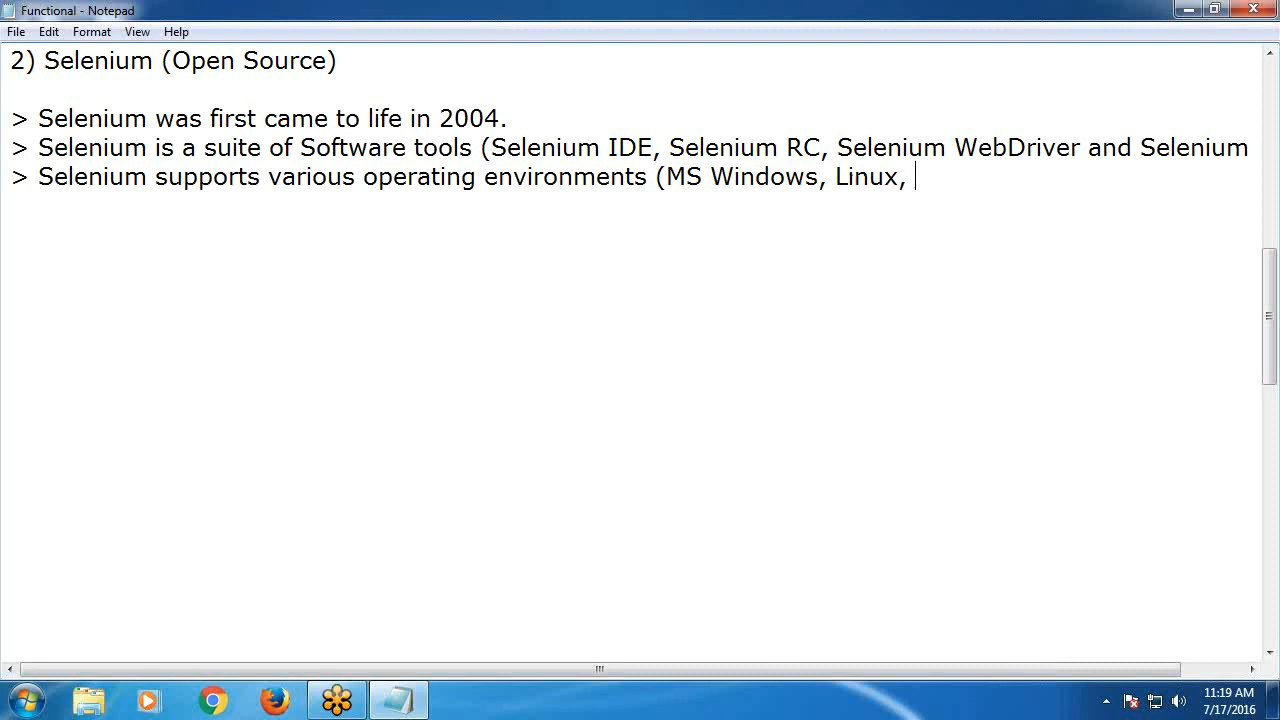 Functional - Notepad
File Edit Format View Help
2) Selenium (Open Source)
> Selenium was first came to life in 2004.
> Selenium is a suite of Software tools (Selenium IDE, Selenium RC, Selenium WebDriver and Selenium
> Selenium supports various operating environments (MS Windows, Linux,
11:19 AM
7/17/2016